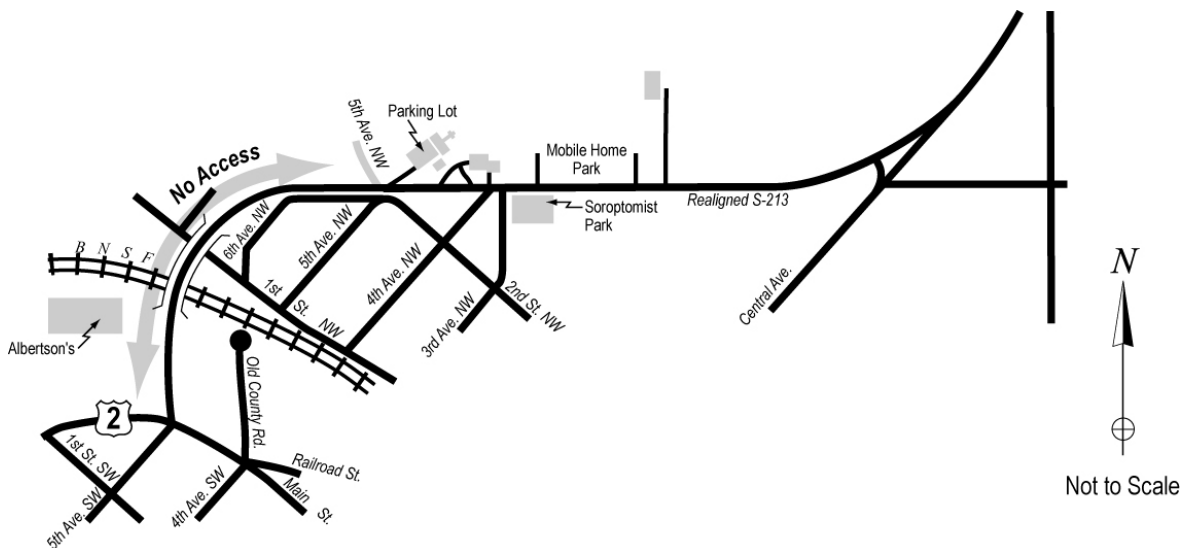 5th Ave. NW
Parking Lot
No Access
Mobile Home
Park
Realigned S-213
Soroptomist
Park
6th Ave. NW
5th Ave. NW
4th Ave. NW
3rd Ave. NW
2nd St. NW
1st St. NW
Central Ave.
B N S F
Albertson's
Old County Rd.
N
Not to Scale
2
1st St. SW
5th Ave. SW
4th Ave. SW
Railroad St.
Main St.